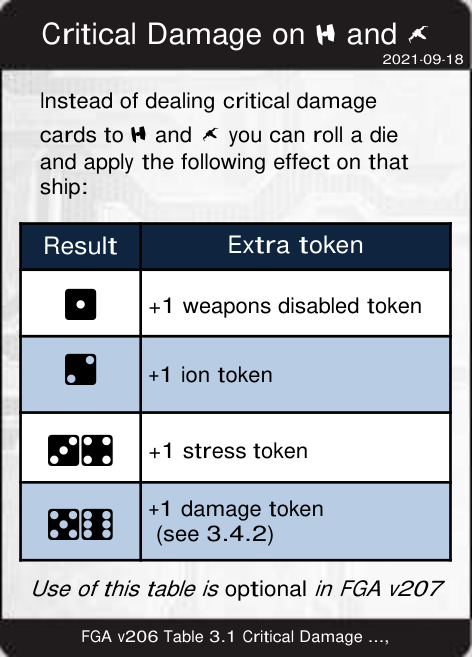 Critical Damage on and
2021-09-18
Instead of dealing critical damage
cards to and you can roll a die
and apply the following effect on that
ship:
Result Extra token
+1 weapons disabled token
+1 ion token
+1 stress token
+1 damage token
(see 3.4.2)
Use of this table is optional in FGA v207
FGA v206 Table 3.1 Critical Damage ...,